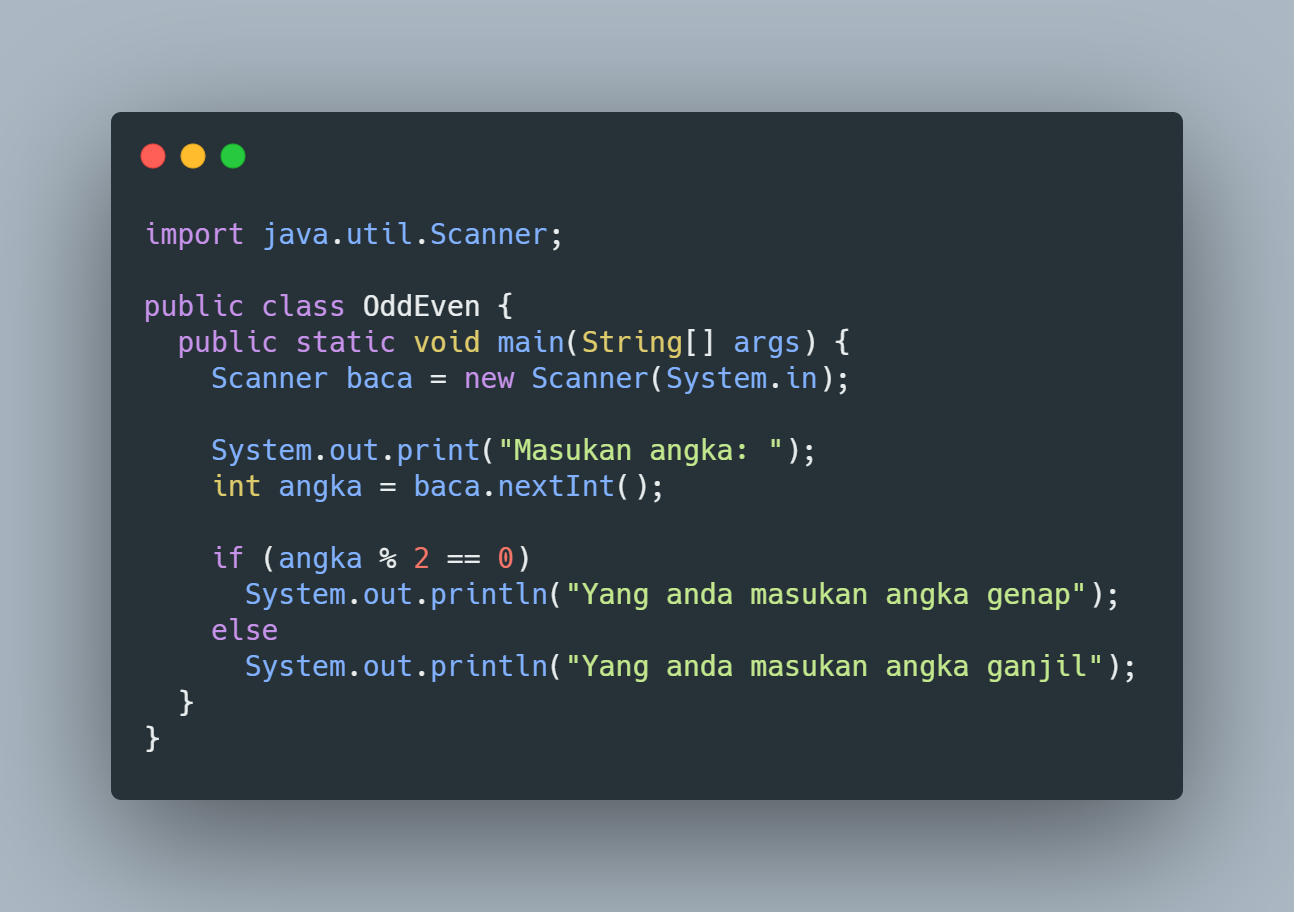 import java.util.Scanner;

public class OddEven {
  public static void main(String[] args) {
    Scanner baca = new Scanner(System.in);

    System.out.print("Masukan angka: ");
    int angka = baca.nextInt();

    if (angka % 2 == 0)
      System.out.println("Yang anda masukan angka genap");
    else
      System.out.println("Yang anda masukan angka ganjil");
  }
}